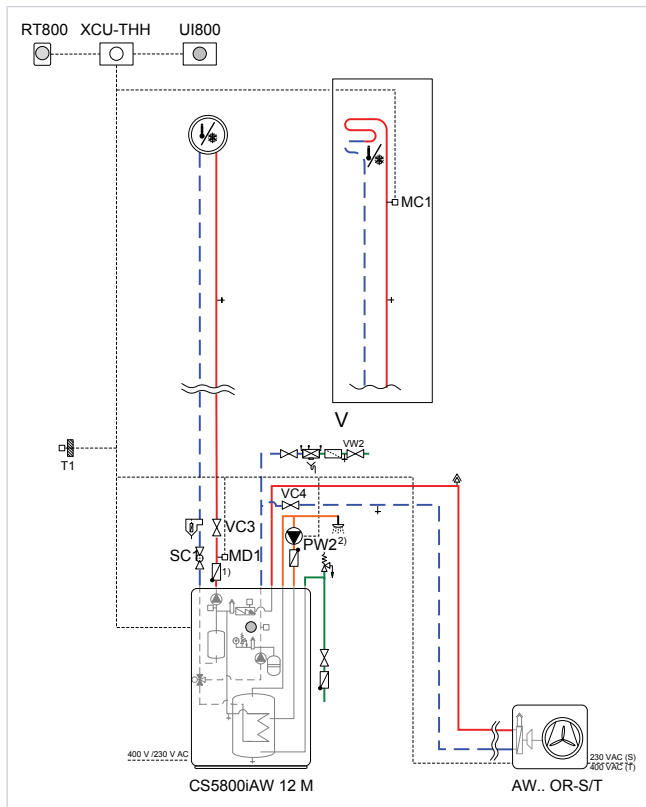 RT800 XCU-THH UI800
MC1
V
VW2
T1
VC4
VC3
PW2 2)
SC1
MD1
1)
400 V /230 V AC
CS5800iAW 12 M
230 VAC (S)
400 VAC (T)
AW.. OR-S/T